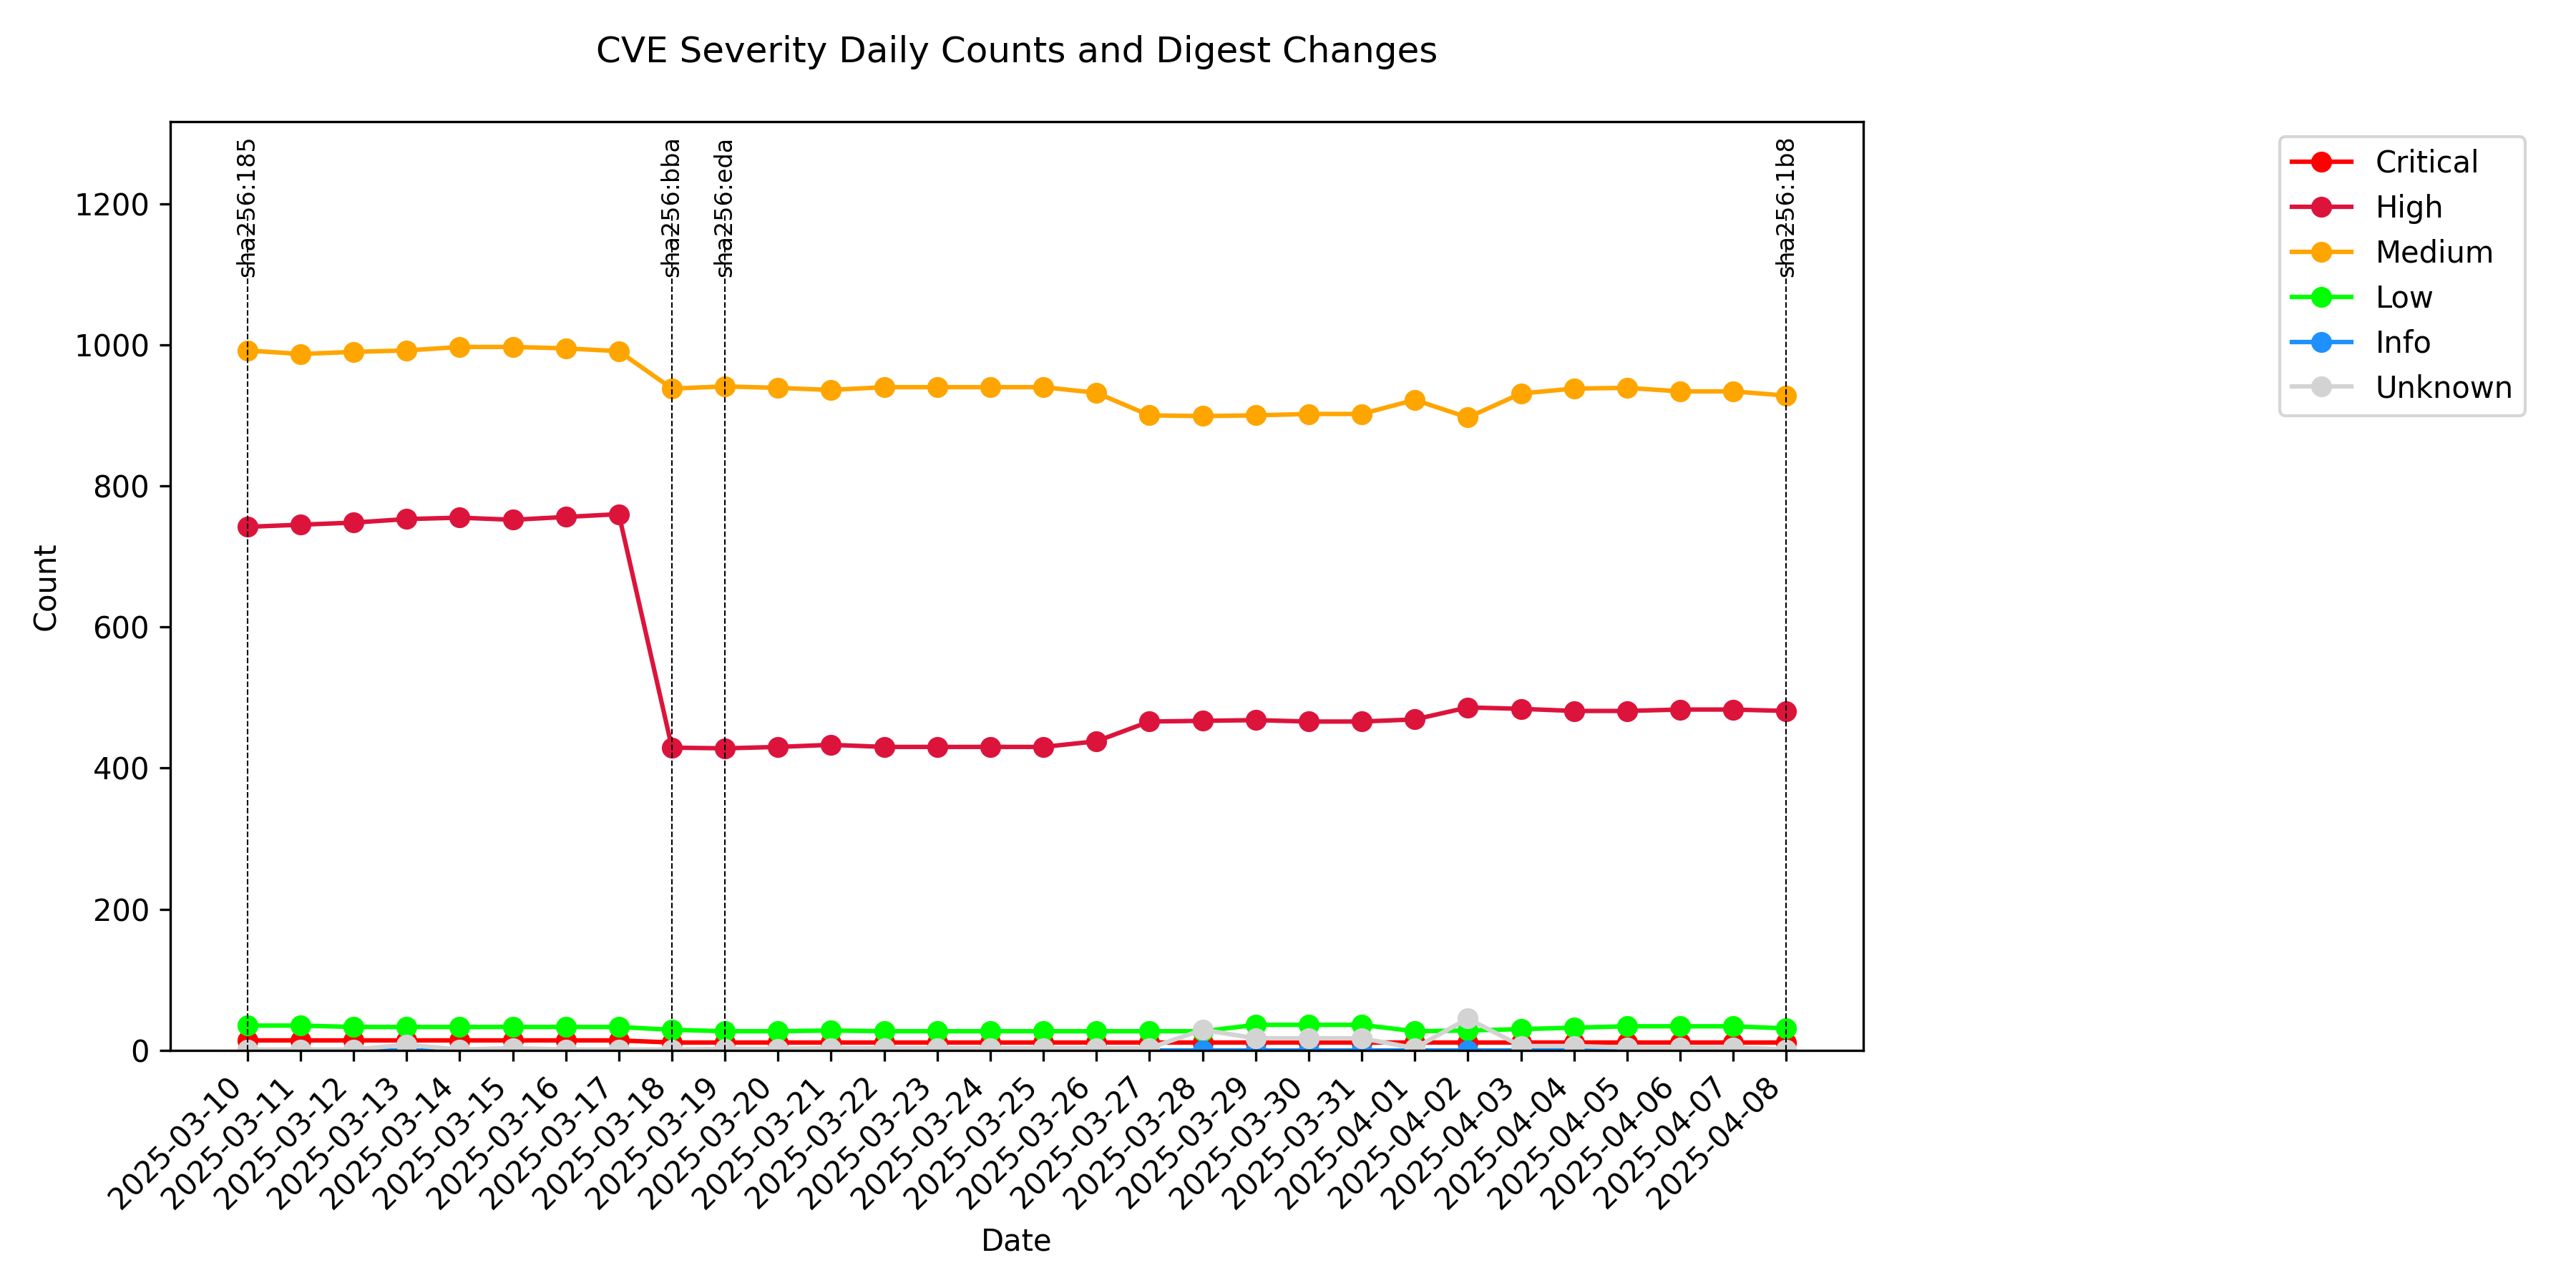 CVE Severity Daily Counts and Digest Changes
sha256:185
sha256:bba
sha256:eda
sha256:1b8
Critical
High
Medium
Low
Info
Unknown
Count
1200
1000
800
600
400
200
0
2025-03-10
2025-03-11
2025-03-12
2025-03-13
2025-03-14
2025-03-15
2025-03-16
2025-03-17
2025-03-18
2025-03-19
2025-03-20
2025-03-21
2025-03-22
2025-03-23
2025-03-24
2025-03-25
2025-03-26
2025-03-27
2025-03-28
2025-03-29
2025-03-30
2025-03-31
2025-04-01
2025-04-02
2025-04-03
2025-04-04
2025-04-05
2025-04-06
2025-04-07
2025-04-08
Date